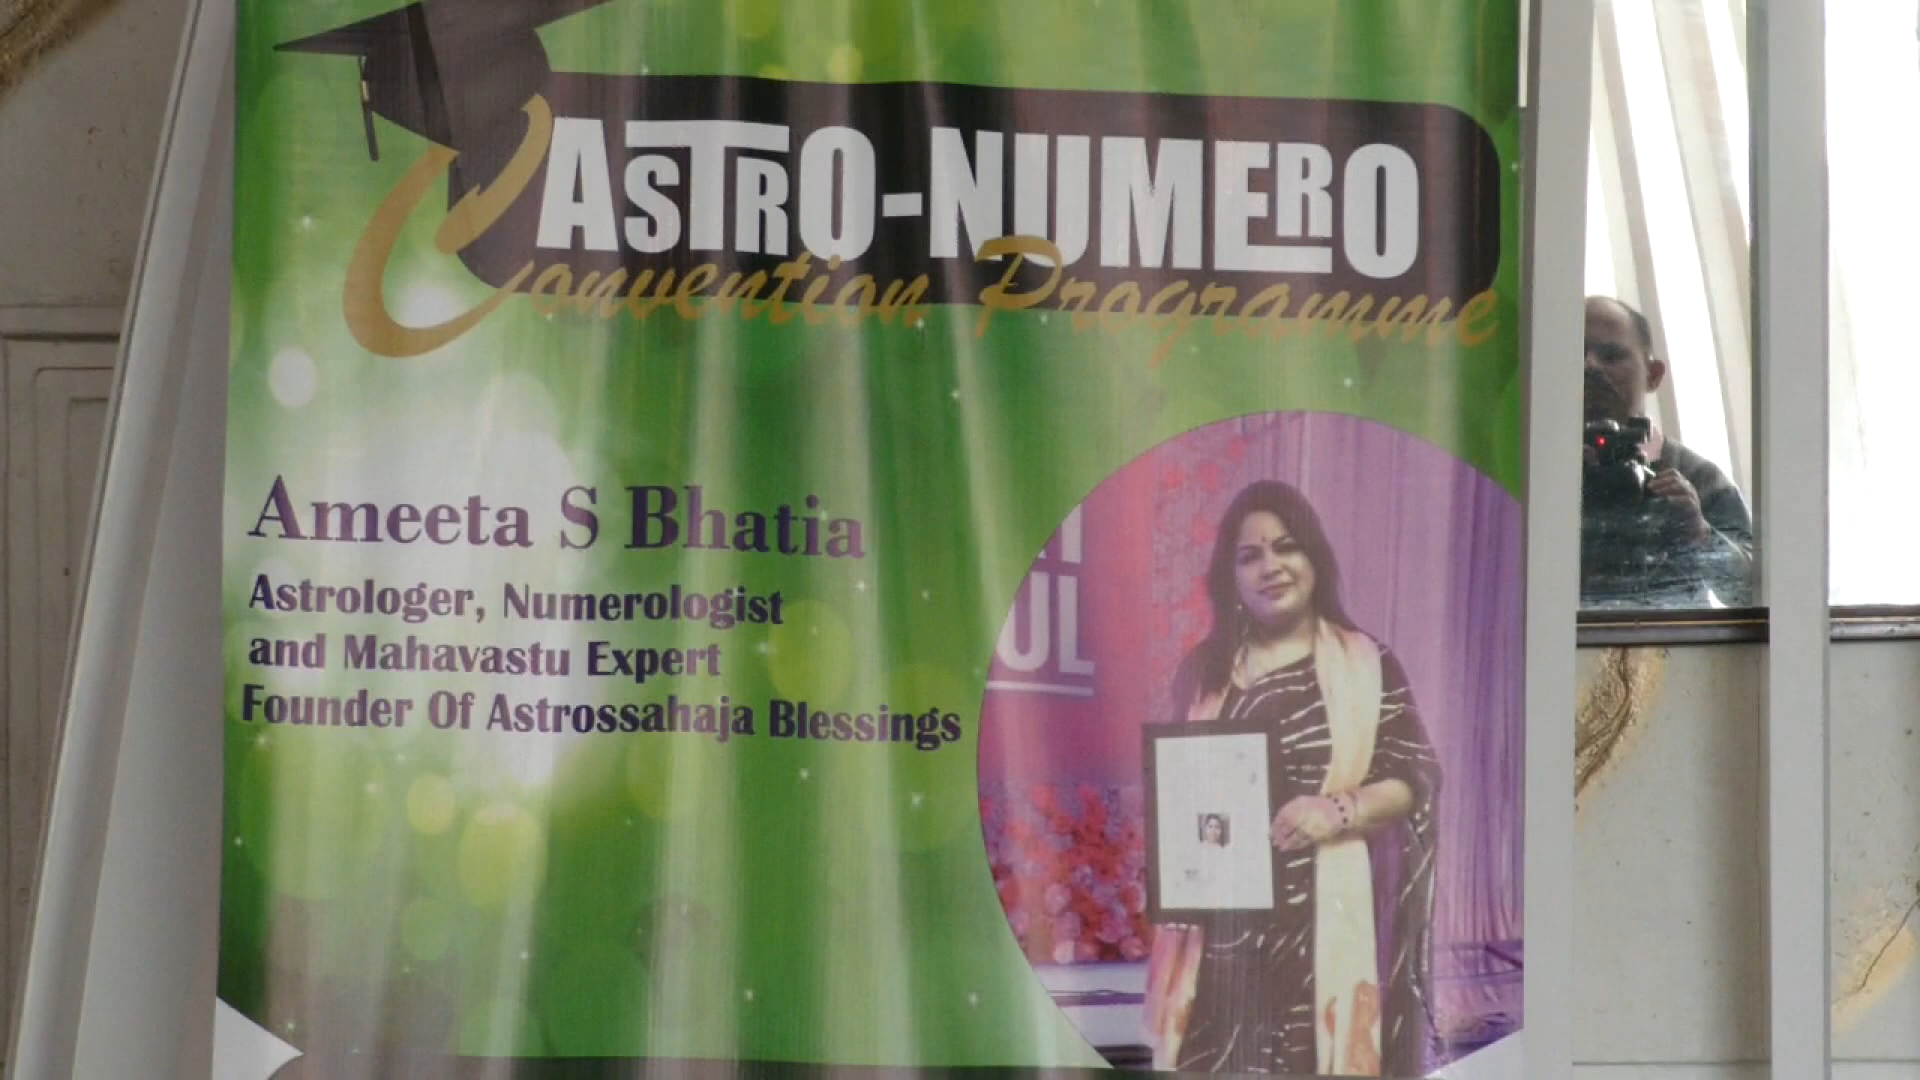 ASTRO-NUMERO
Convention Programme
Ameeta S Bhatia
Astrologer, Numerologist
and Mahavastu Expert
Founder Of Astrossahaja Blessings